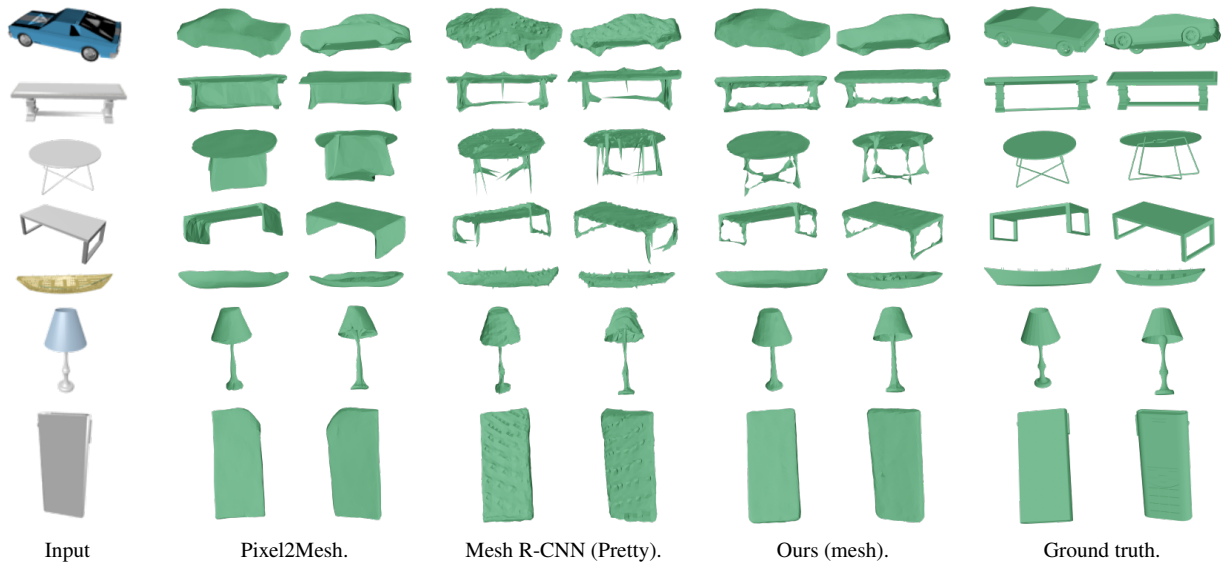 Input
Pixel2Mesh.
Mesh R-CNN (Pretty).
Ours (mesh).
Ground truth.